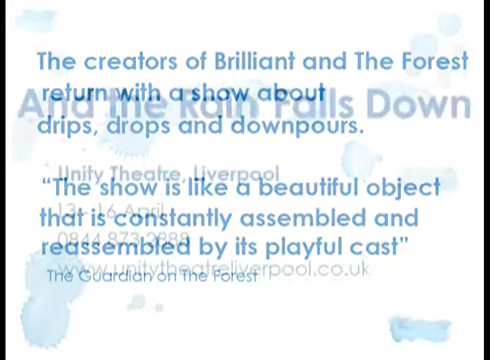 The creators of Brilliant and The Forest
return with a show about
And the Rain Falls Down
drips, drops and downpours.
Unity Theatre, Liverpool
“The show is like a beautiful object
13 - 16 April
that is constantly assembled and
0844 873 2888
reassembled by its playful cast”
www.unitytheatreliverpool.co.uk
The Guardian on The Forest